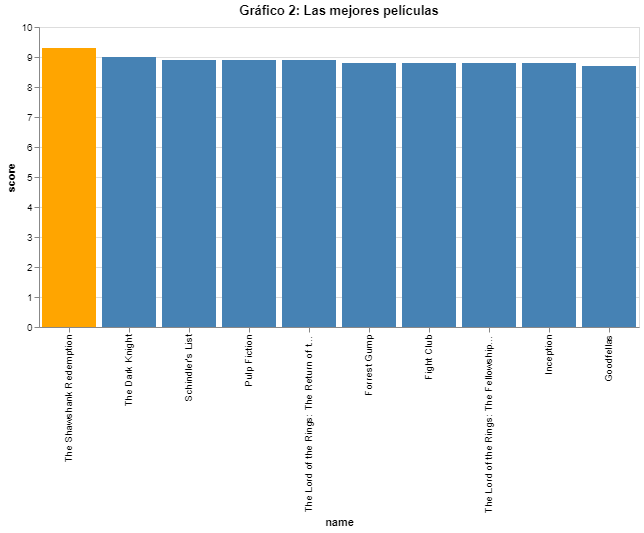 Gráfico 2: Las mejores películas
10
9
8
7
6
5
4
3
2
1
0
score
The Shawshank Redemption
The Dark Knight
Schindler's List
Pulp Fiction
The Lord of the Rings: The Return of t...
Forrest Gump
Fight Club
The Lord of the Rings: The Fellowship...
Inception
Goodfellas
name